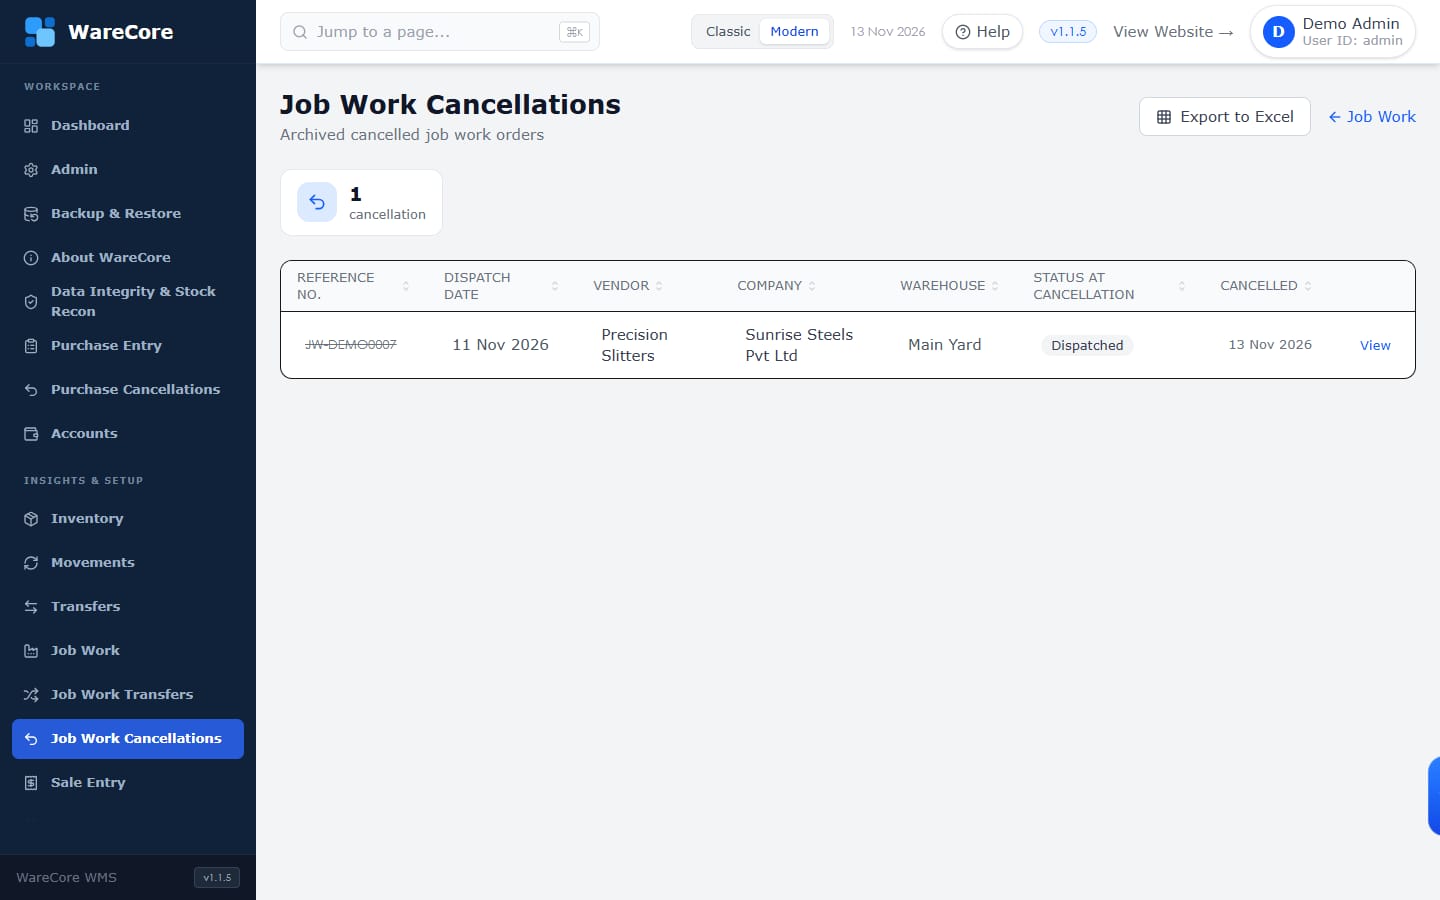 WareCore
Jump to a page...
⌘K
Classic
Modern
13 Nov 2026
Help
v1.1.5
View Website →
D
Demo Admin
User ID: admin
WORKSPACE
Dashboard
Admin
Backup & Restore
About WareCore
Data Integrity & Stock
Recon
Purchase Entry
Purchase Cancellations
Accounts
INSIGHTS & SETUP
Inventory
Movements
Transfers
Job Work
Job Work Transfers
Job Work Cancellations
Sale Entry
WareCore WMS
v1.1.5
Job Work Cancellations
Archived cancelled job work orders
Export to Excel
← Job Work
1
cancellation
REFERENCE
NO.
DISPATCH
DATE
VENDOR
COMPANY
WAREHOUSE
STATUS AT
CANCELLATION
CANCELLED
JW-DEMO0007
11 Nov 2026
Precision
Slitters
Sunrise Steels
Pvt Ltd
Main Yard
Dispatched
13 Nov 2026
View